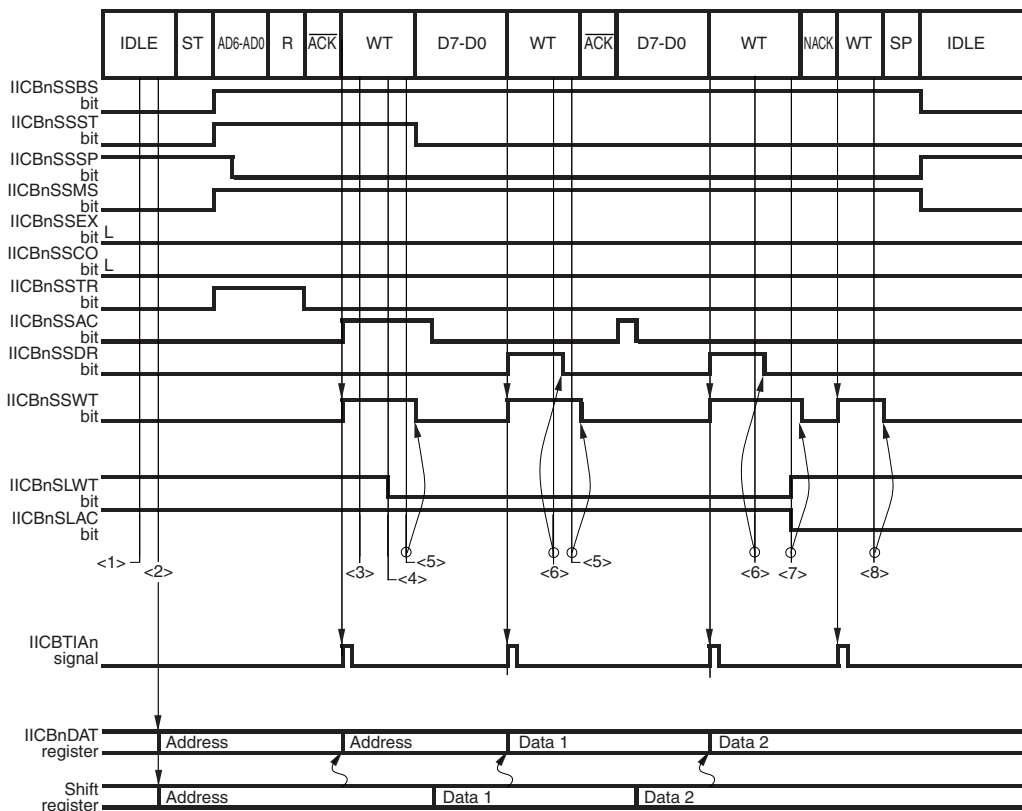 IDLE ST AD6-AD0 R ACK WT D7-D0 WT ACK D7-D0 WT NACK WT SP IDLE
IICBnSSBS
bit
IICBnSSST
bit
IICBnSSSP
bit
IICBnSSMS
bit
IICBnSSEX
bit L
IICBnSSCO
bit L
IICBnSSTR
bit
IICBnSSAC
bit
IICBnSSDR
bit
IICBnSSWT
bit
IICBnSLWT
bit
IICBnSLAC
bit
<1> <2> <3> <4> <5> <6> <5> <6> <7> <8>
IICBTIAn
signal
IICBnDAT
register Address Address Data 1 Data 2
Shift
register Address Data 1 Data 2